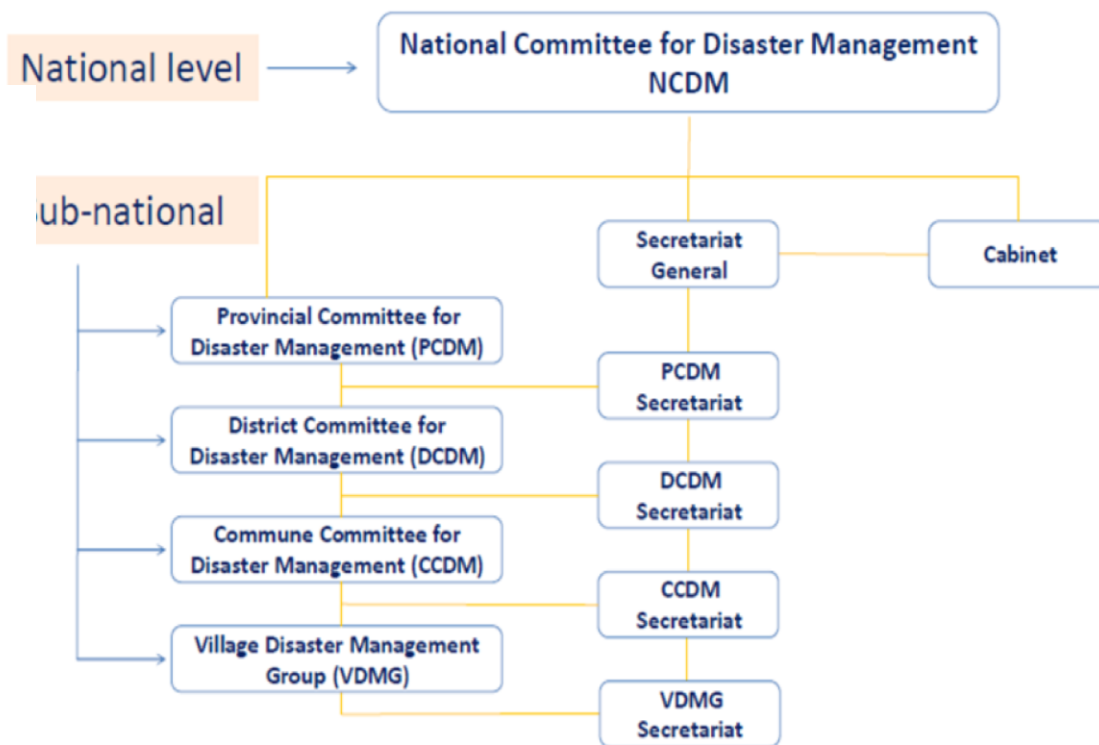 National Committee for Disaster Management
NCDM
National level
Sub-national
Secretariat
General
Cabinet
Provincial Committee for
Disaster Management (PCDM)
PCDM
Secretariat
District Committee for
Disaster Management (DCDM)
DCDM
Secretariat
Commune Committee for
Disaster Management (CCDM)
CCDM
Secretariat
Village Disaster Management
Group (VDMG)
VDMG
Secretariat